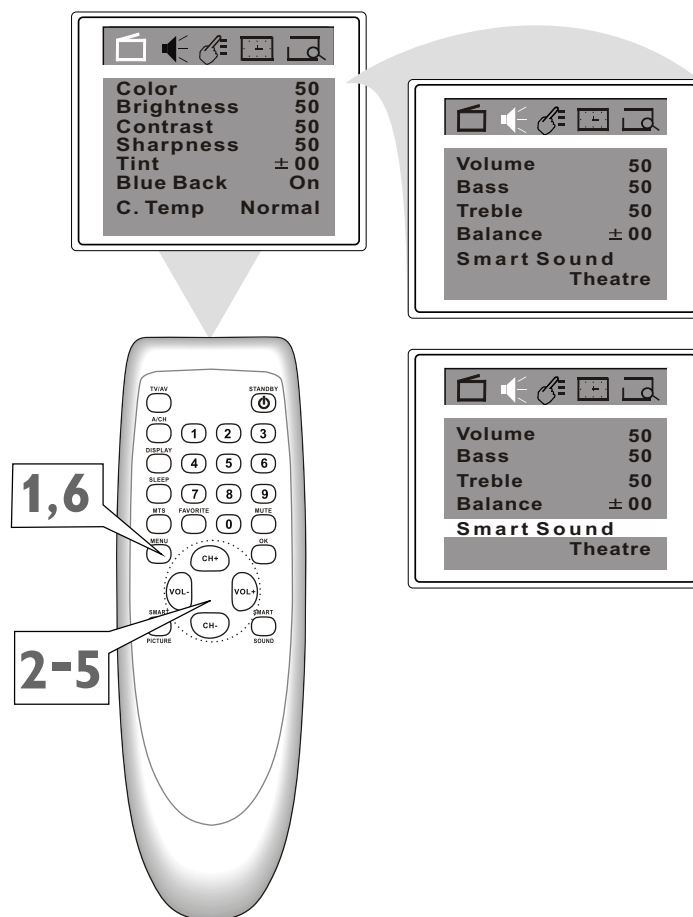 Color 50
Brightness 50
Contrast 50
Sharpness 50
Tint ±00
Blue Back On
C. Temp Normal
Volume 50
Bass 50
Treble 50
Balance ±00
Smart Sound
Theatre
Volume 50
Bass 50
Treble 50
Balance ±00
Smart Sound
Theatre
TV/AV STANDBY
A/CH 1 2 3
DISPLAY 4 5 6
SLEEP 7 8 9
MTS FAVORITE 0 MUTE
MENU OK
CH+
VOL- VOL+
CH-
SMART SMART
PICTURE SOUND
1,6
2-5